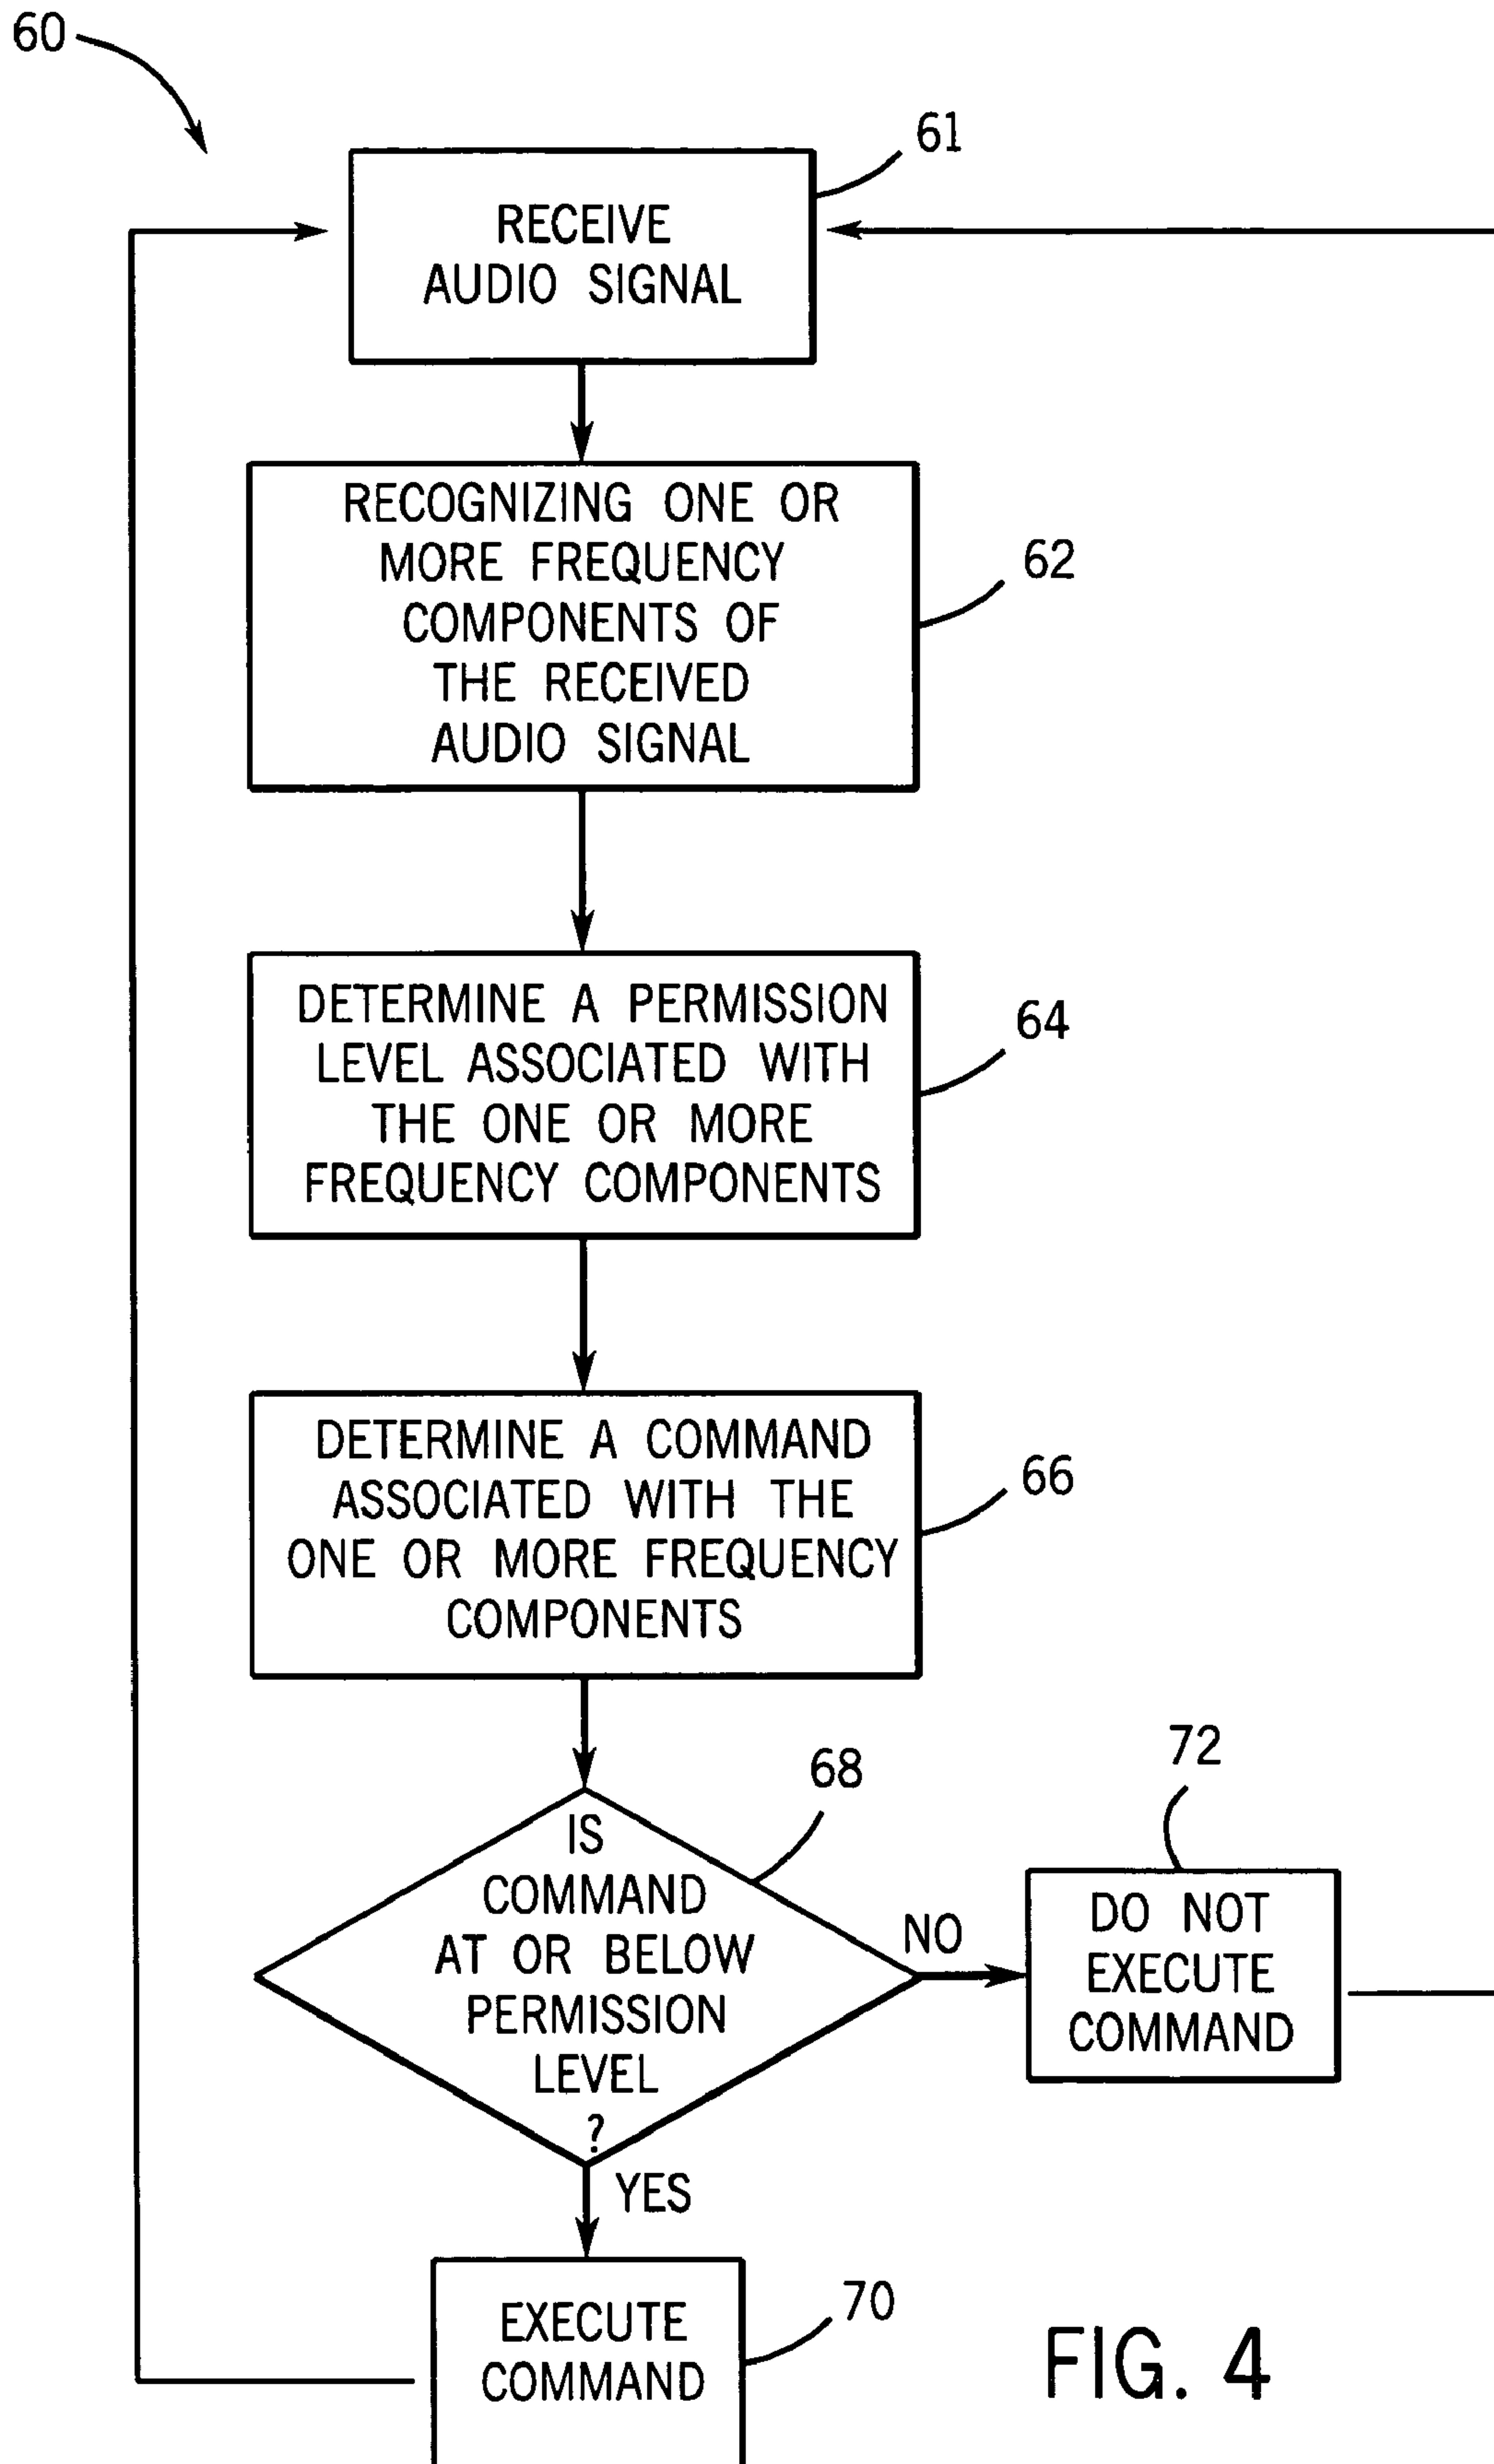 60
61
RECEIVE
AUDIO SIGNAL
RECOGNIZING ONE OR
MORE FREQUENCY
COMPONENTS OF
THE RECEIVED
AUDIO SIGNAL
62
DETERMINE A PERMISSION
LEVEL ASSOCIATED WITH
THE ONE OR MORE
FREQUENCY COMPONENTS
64
DETERMINE A COMMAND
ASSOCIATED WITH THE
ONE OR MORE FREQUENCY
COMPONENTS
66
68
IS
COMMAND
AT OR BELOW
PERMISSION
LEVEL
?
NO
72
DO NOT
EXECUTE
COMMAND
YES
EXECUTE
COMMAND
70
FIG. 4